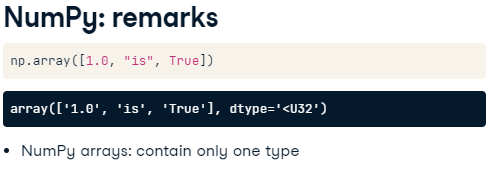 NumPy: remarks
np.array([1.0, "is", True])
array(['1.0', 'is', 'True'], dtype='<U32')
• NumPy arrays: contain only one type